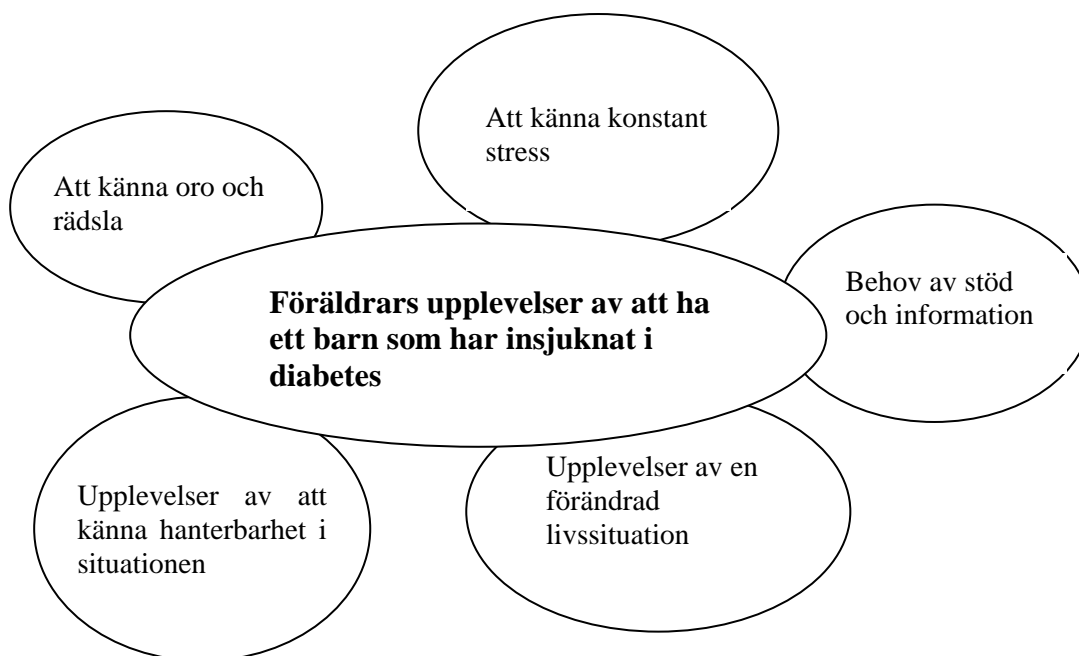 Att känna konstant
stress
Att känna oro och
rädsla
Behov av stöd
och information
Föräldrars upplevelser av att ha
ett barn som har insjuknat i
diabetes
Upplevelser av att
känna hanterbarhet i
situationen
Upplevelser av en
förändrad
livssituation